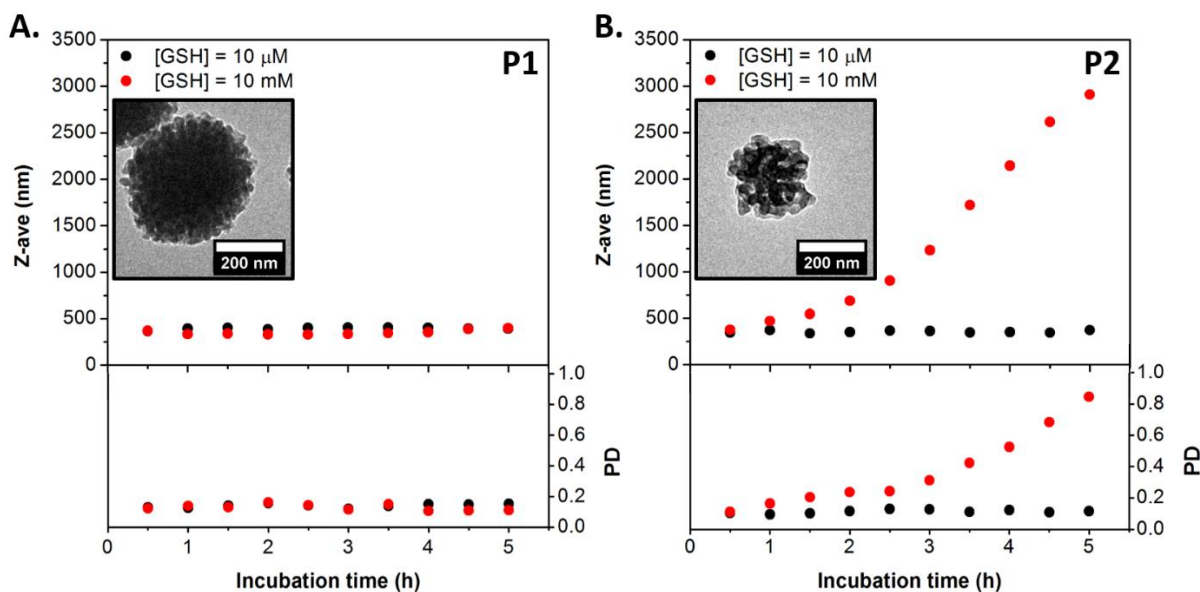 A.
3500
3000
2500
2000
1500
1000
500
0
Z-ave (nm)
[GSH] = 10 μM
[GSH] = 10 mM
P1
200 nm
1.0
0.8
0.6
0.4
0.2
0.0
PD
0 1 2 3 4 5
Incubation time (h)
B.
3500
3000
2500
2000
1500
1000
500
0
Z-ave (nm)
[GSH] = 10 μM
[GSH] = 10 mM
P2
200 nm
1.0
0.8
0.6
0.4
0.2
0.0
PD
0 1 2 3 4 5
Incubation time (h)